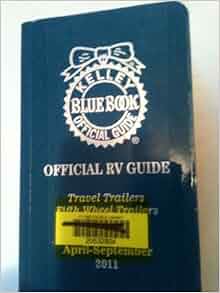 KELLEY
BLUE BOOK
OFFICIAL GUIDE
®
OFFICIAL RV GUIDE
Travel Trailers
Fifth Wheel Trailers
April-September
2011